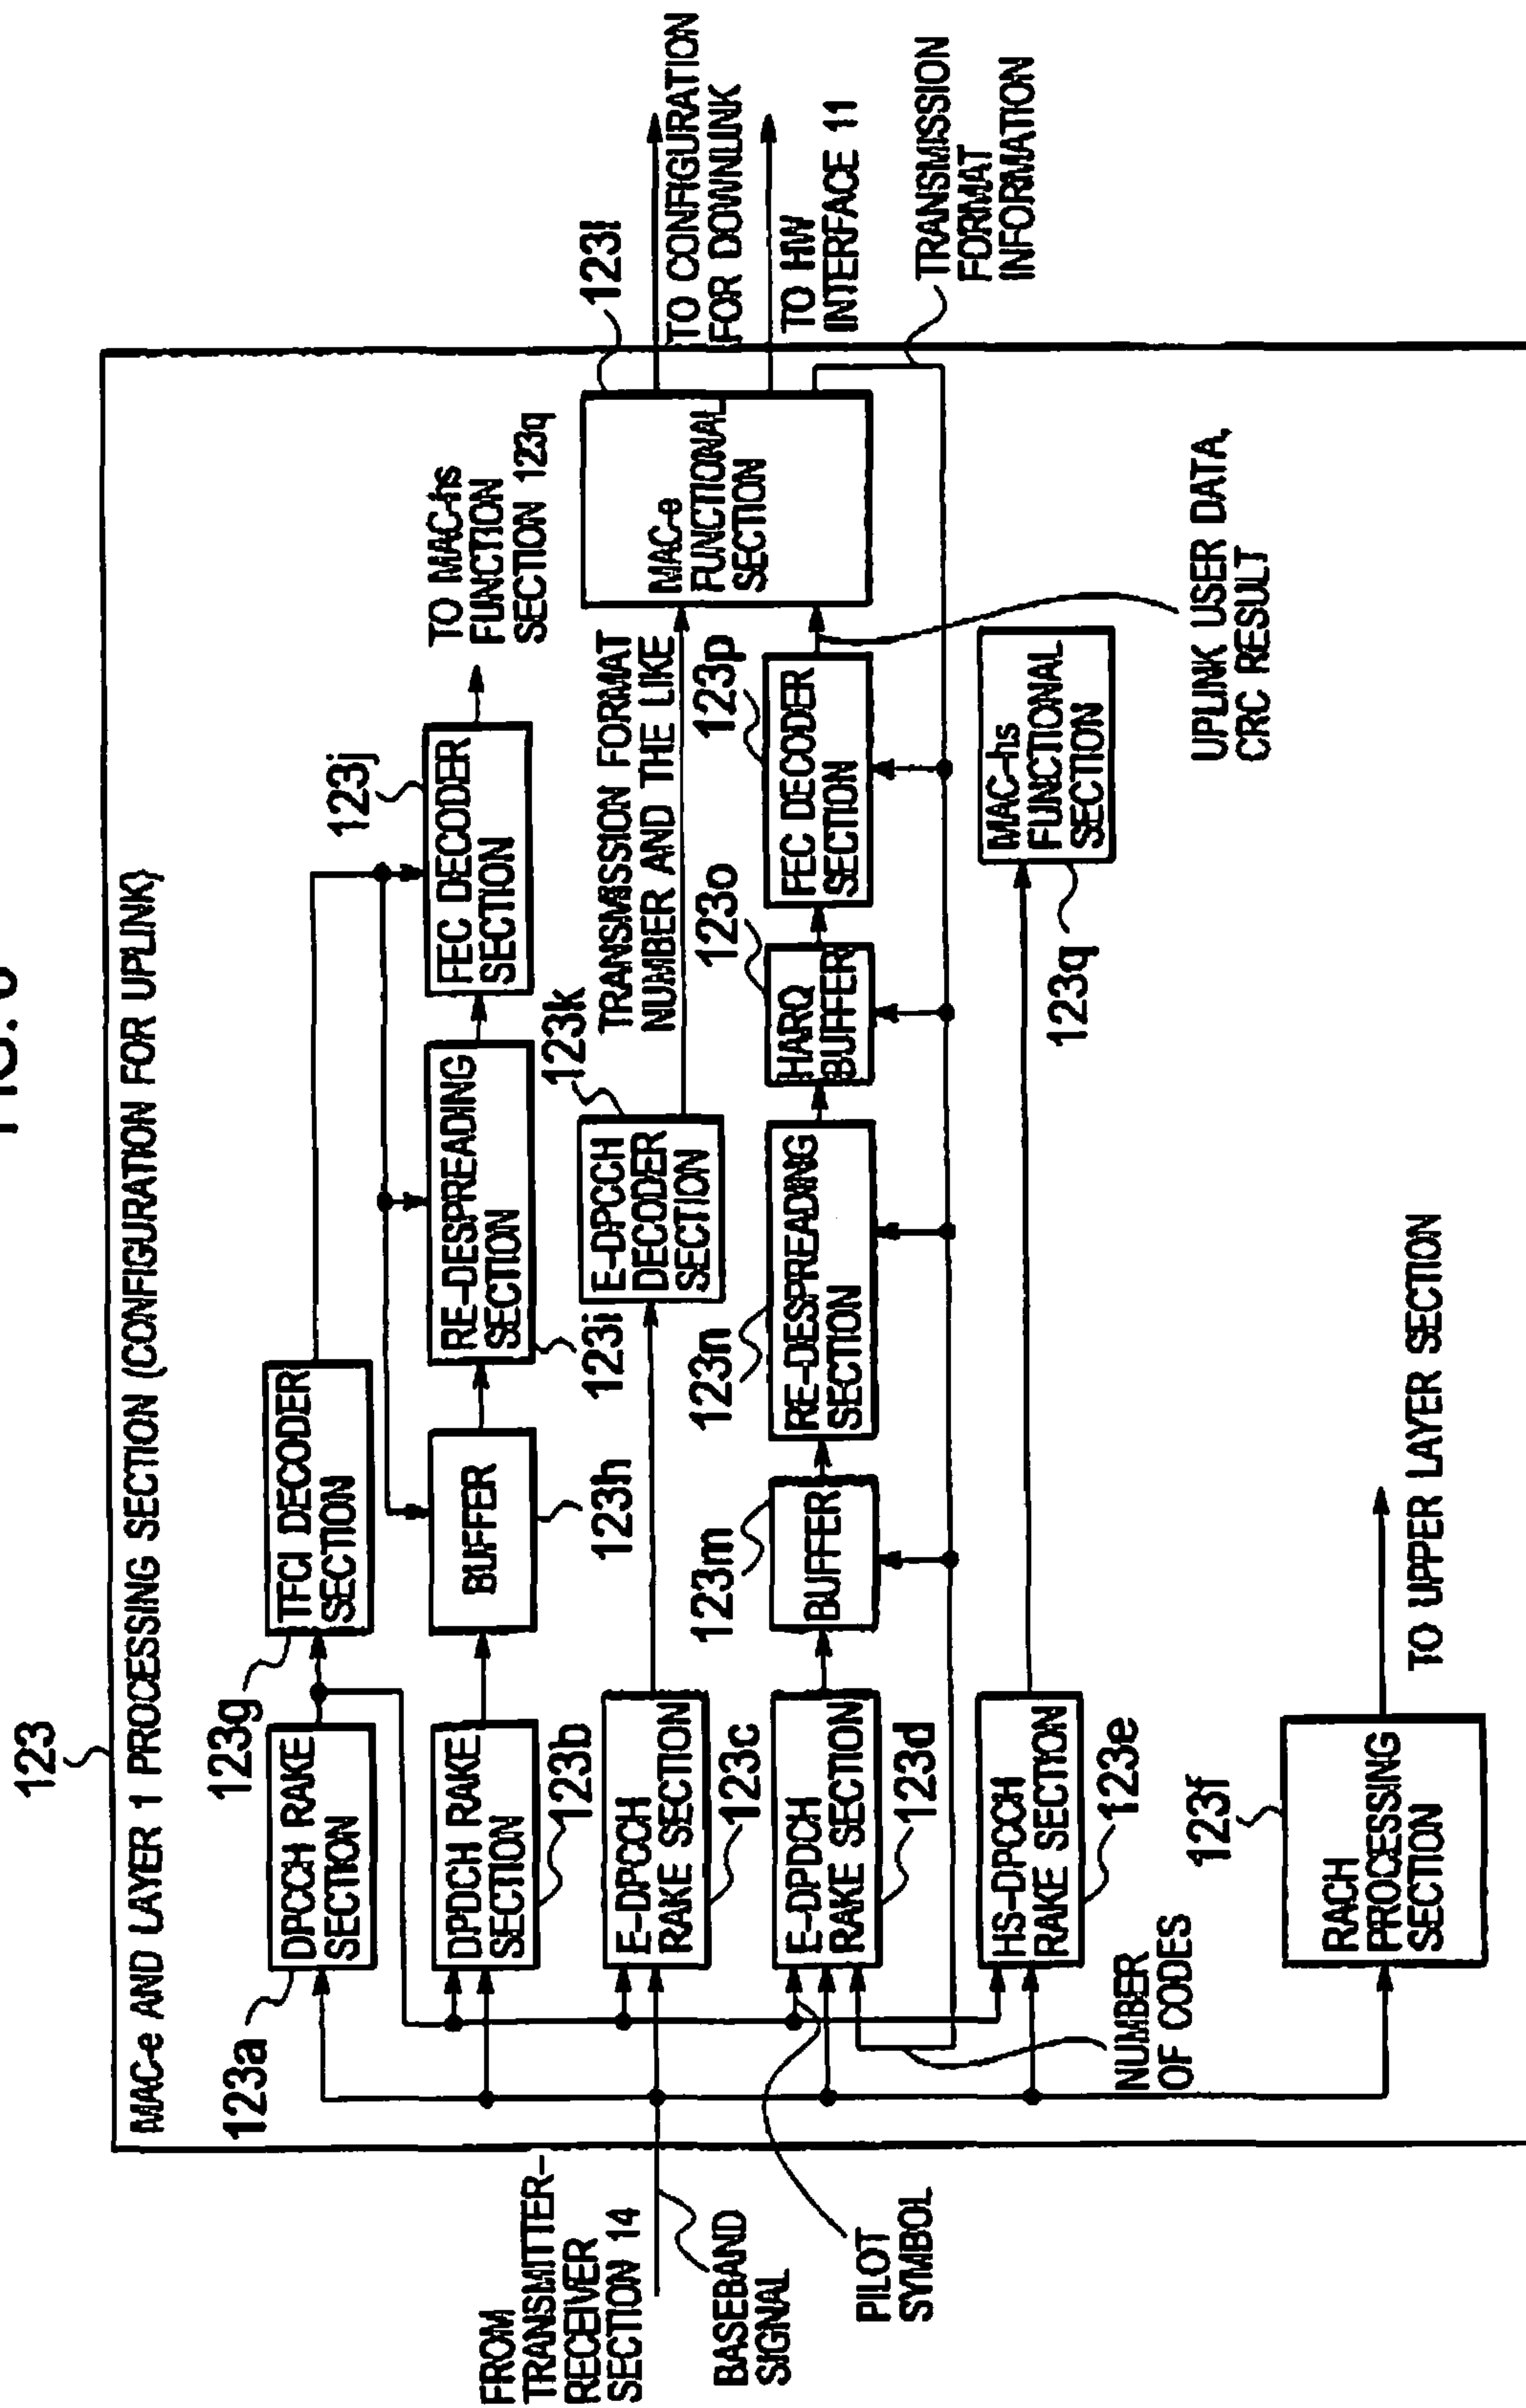 123
MAC-e AND LAYER 1 PROCESSING SECTION (CONFIGURATION FOR UPLINK)
FROM
TRANSMITTER-
RECEIVER
SECTION 14
BASEBAND
SIGNAL
PILOT
SYMBOL
NUMBER
OF CODES
123a
DPCCH RAKE
SECTION
123g
TFCI DECODER
SECTION
DPDCH RAKE
SECTION
123b
BUFFER
123h
RE-DESPREADING
SECTION
123i
FEC DECODER
SECTION
123j
TO MAC-hs
FUNCTION
SECTION 123q
E-DPCCH
RAKE SECTION
123c
E-DPCCH
DECODER
SECTION
123k
TRANSMISSION FORMAT
NUMBER AND THE LIKE
MAC-e
FUNCTIONAL
SECTION
123l
TO CONFIGURATION
FOR DOWNLINK
TO HW
INTERFACE 11
TRANSMISSION
FORMAT
INFORMATION
E-DPDCH
RAKE SECTION
123d
BUFFER
123m
RE-DESPREADING
SECTION
123n
HARQ
BUFFER
123o
FEC DECODER
SECTION
123p
UPLINK USER DATA,
CRC RESULT
HS-DPCCH
RAKE SECTION
123e
MAC-hs
FUNCTIONAL
SECTION
123q
RACH
PROCESSING
SECTION
123f
TO UPPER LAYER SECTION